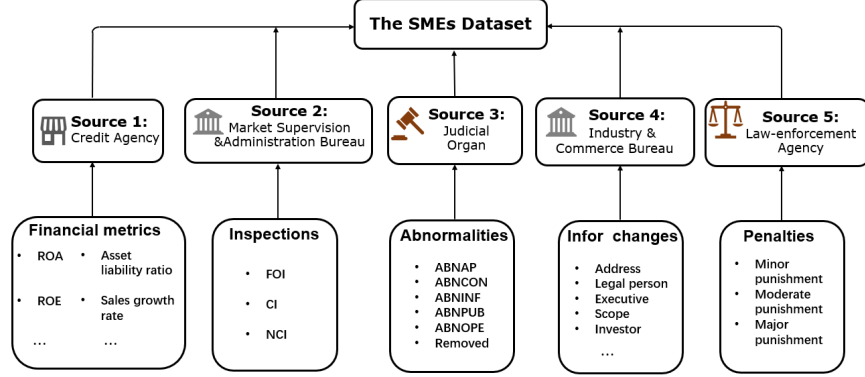 The SMEs Dataset
Source 1:
Credit Agency
Source 2:
Market Supervision
&Administration Bureau
Source 3:
Judicial
Organ
Source 4:
Industry &
Commerce Bureau
Source 5:
Law-enforcement
Agency
Financial metrics
• ROA
• Asset
liability ratio
• ROE
• Sales growth
rate
... ...
Inspections
• FOI
• CI
• NCI
Abnormalities
• ABNAP
• ABNCON
• ABNINF
• ABNPUB
• ABNOPE
• Removed
Infor changes
• Address
• Legal person
• Executive
• Scope
• Investor
...
Penalties
• Minor
punishment
• Moderate
punishment
• Major
punishment